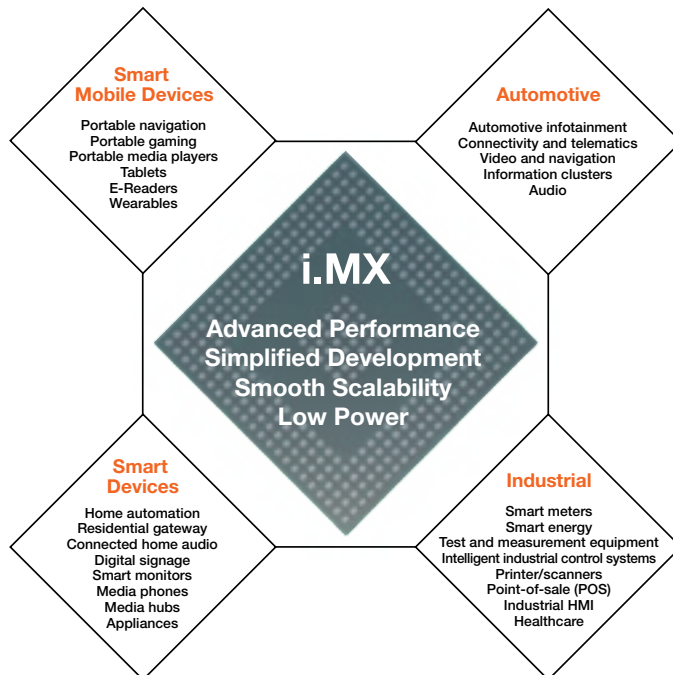 Smart
Mobile Devices
Portable navigation
Portable gaming
Portable media players
Tablets
E-Readers
Wearables
Automotive
Automotive infotainment
Connectivity and telematics
Video and navigation
Information clusters
Audio
i.MX
Advanced Performance
Simplified Development
Smooth Scalability
Low Power
Smart
Devices
Home automation
Residential gateway
Connected home audio
Digital signage
Smart monitors
Media phones
Media hubs
Appliances
Industrial
Smart meters
Smart energy
Test and measurement equipment
Intelligent industrial control systems
Printer/scanners
Point-of-sale (POS)
Industrial HMI
Healthcare